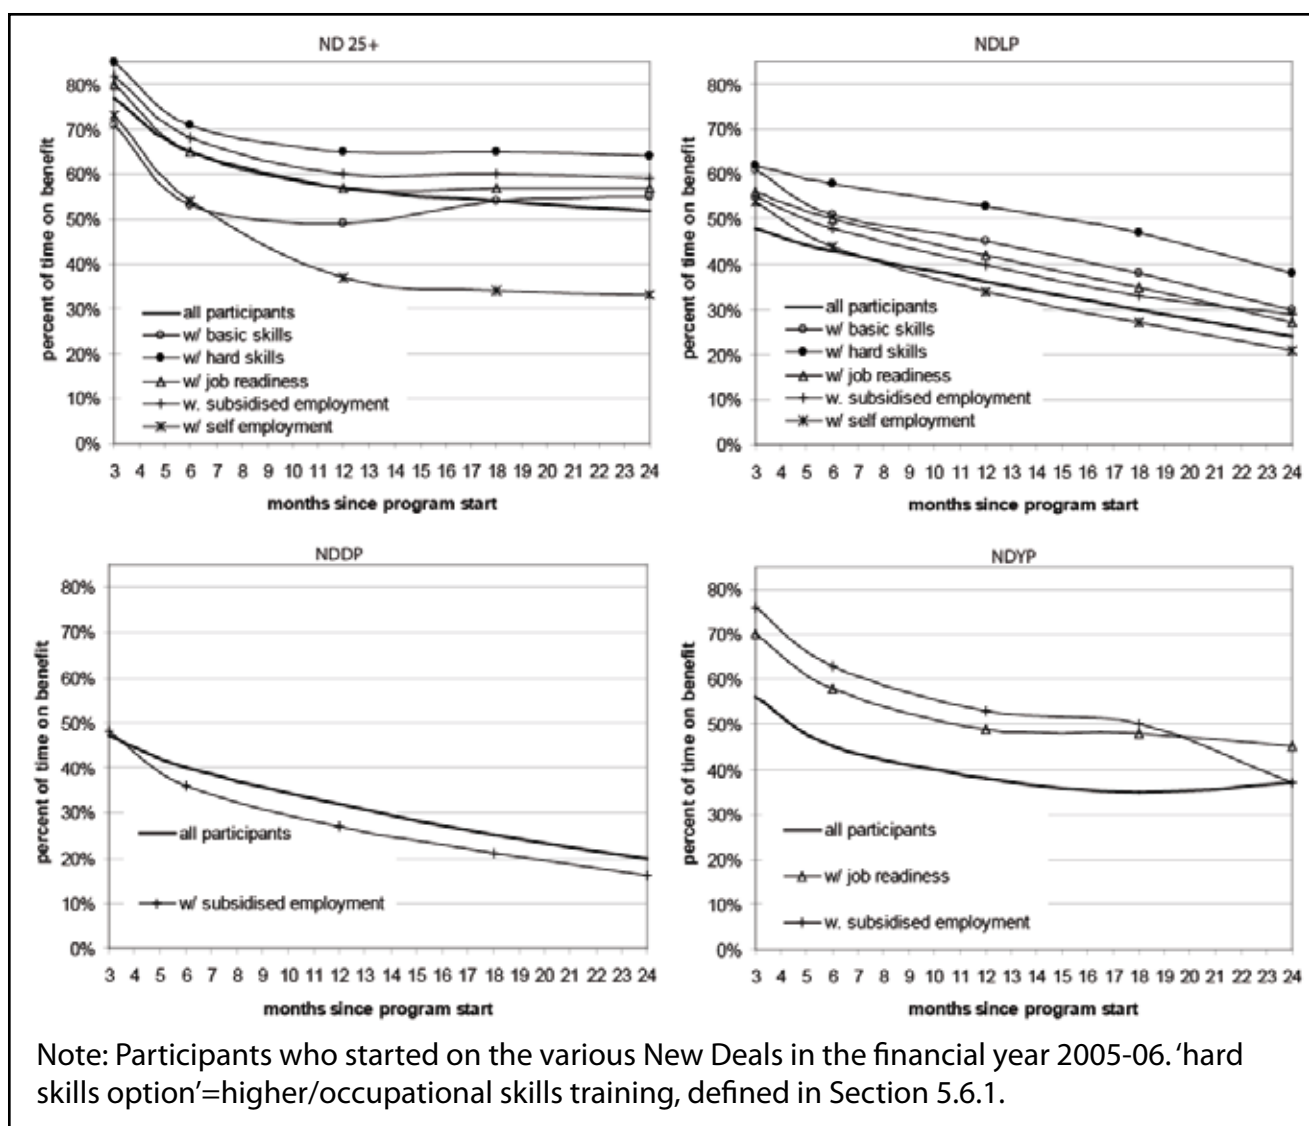 ND 25+
percent of time on benefit
80%
70%
60%
50%
40%
30%
20%
10%
0%
all participants
w/ basic skills
w/ hard skills
w/ job readiness
w. subsidised employment
w/ self employment
3 4 5 6 7 8 9 10 11 12 13 14 15 16 17 18 19 20 21 22 23 24
months since program start
NDLP
percent of time on benefit
80%
70%
60%
50%
40%
30%
20%
10%
0%
all participants
w/ basic skills
w/ hard skills
w/ job readiness
w. subsidised employment
w/ self employment
3 4 5 6 7 8 9 10 11 12 13 14 15 16 17 18 19 20 21 22 23 24
months since program start
NDDP
percent of time on benefit
80%
70%
60%
50%
40%
30%
20%
10%
0%
all participants
w/ subsidised employment
3 4 5 6 7 8 9 10 11 12 13 14 15 16 17 18 19 20 21 22 23 24
months since program start
NDYP
percent of time on benefit
80%
70%
60%
50%
40%
30%
20%
10%
0%
all participants
w/ job readiness
w. subsidised employment
3 4 5 6 7 8 9 10 11 12 13 14 15 16 17 18 19 20 21 22 23 24
months since program start
Note: Participants who started on the various New Deals in the financial year 2005-06. ‘hard
skills option’=higher/occupational skills training, defined in Section 5.6.1.